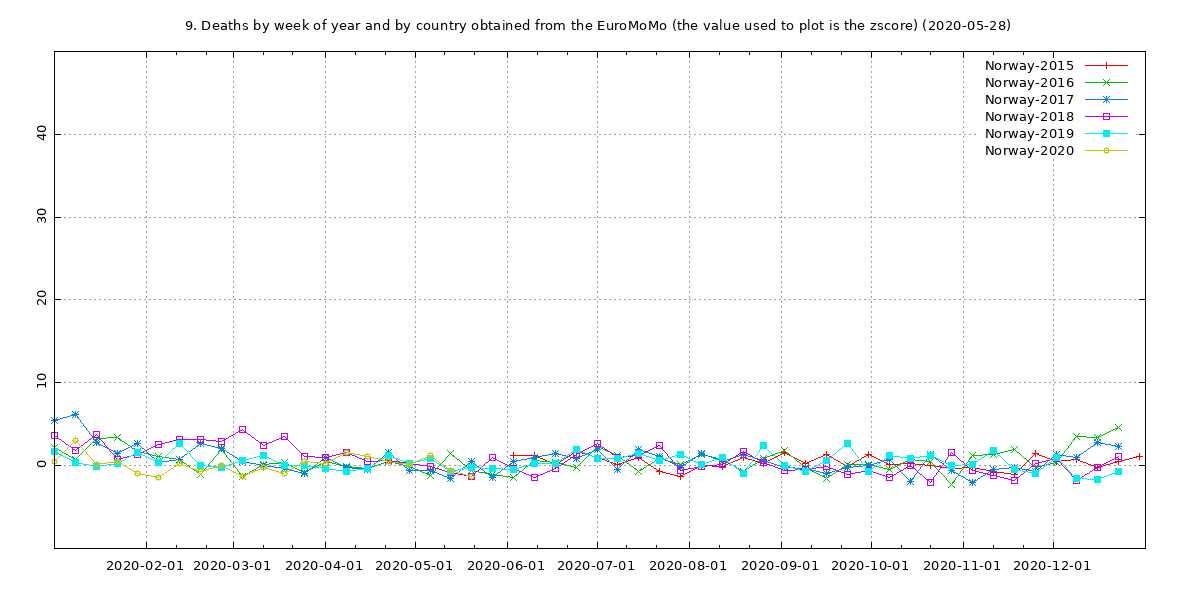 9. Deaths by week of year and by country obtained from the EuroMoMo (the value used to plot is the zscore) (2020-05-28)
Norway-2015
Norway-2016
Norway-2017
Norway-2018
Norway-2019
Norway-2020
40
30
20
10
0
2020-02-01 2020-03-01 2020-04-01 2020-05-01 2020-06-01 2020-07-01 2020-08-01 2020-09-01 2020-10-01 2020-11-01 2020-12-01